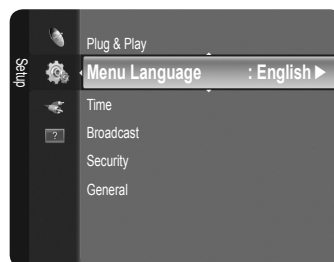 Setup
Plug & Play
Menu Language : English ▶
Time
Broadcast
Security
General
?